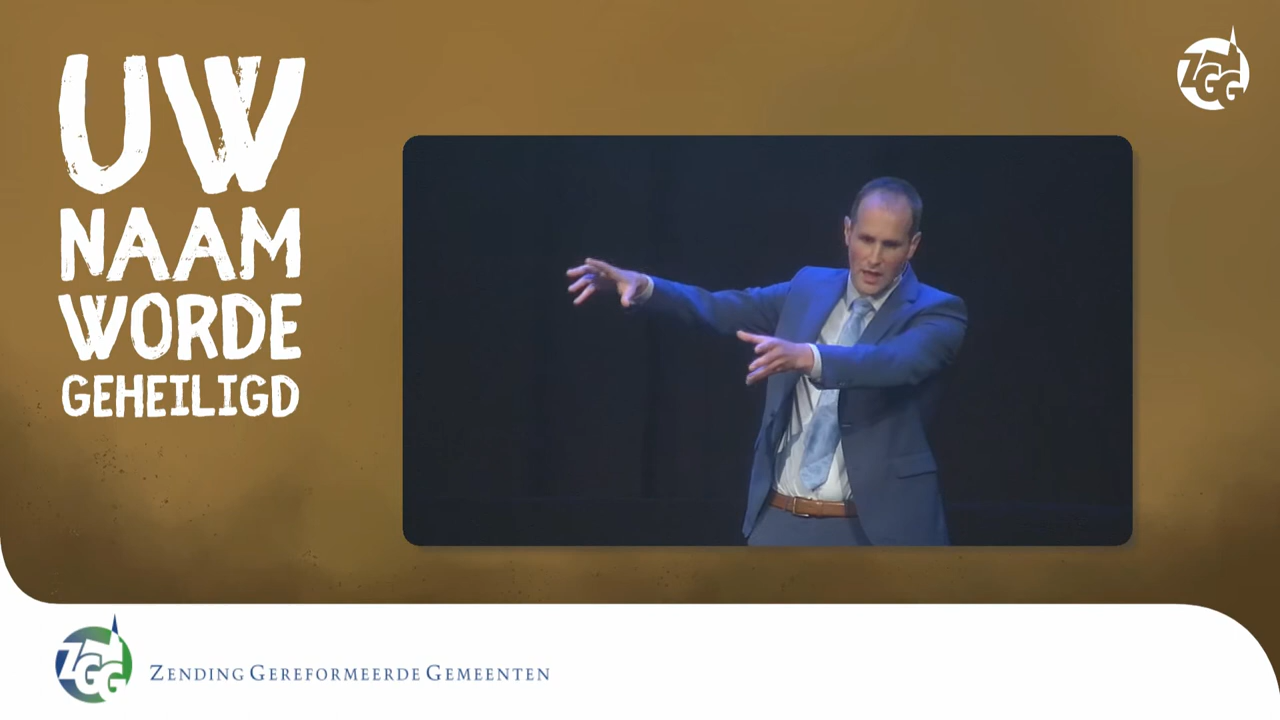 UW
NAAM
WORDE
GEHEILIGD
ZGG
ZGG
ZENDING GEREFORMEERDE GEMEENTEN